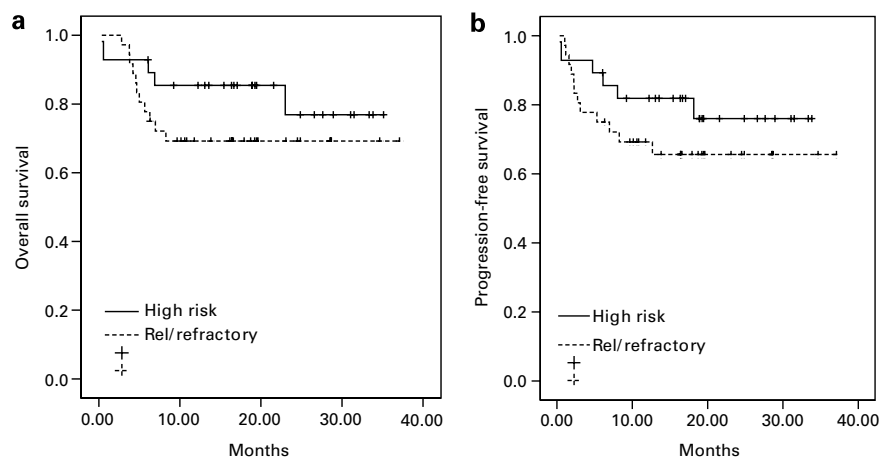 a
1.0
0.8
0.6
0.4
0.2
0.0
Overall survival
High risk
Rel/refractory
0.00 10.00 20.00 30.00 40.00
Months
b
1.0
0.8
0.6
0.4
0.2
0.0
Progression-free survival
High risk
Rel/refractory
0.00 10.00 20.00 30.00 40.00
Months